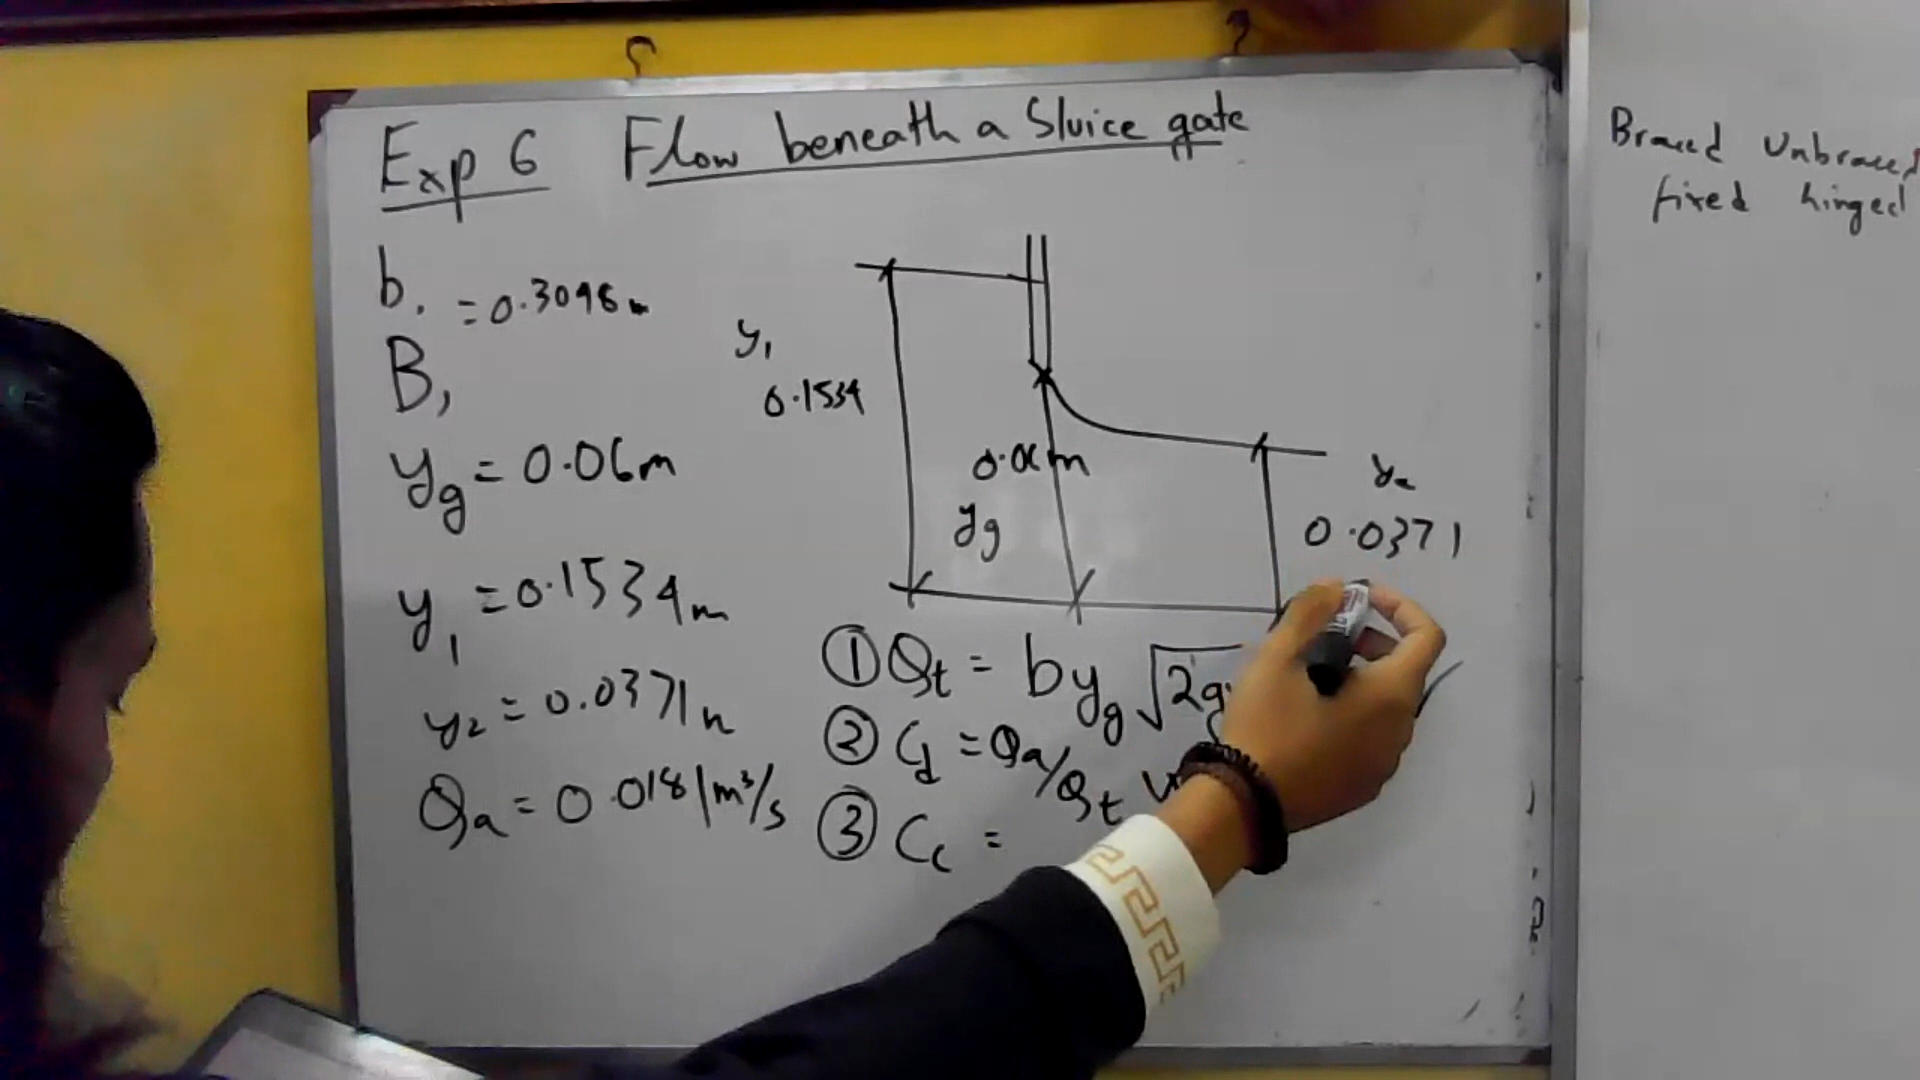 Exp 6 Flow beneath a Sluice gate
b, = 0.3048m
B,
yg = 0.06m
y1 = 0.1534m
y2 = 0.0371m
Qa = 0.0181m³/s
y1
0.1534
0.06m
yg
y2
0.0371
① Qt = byg √2g
② Cd = Qa/Qt
③ Cc =
Braced Unbraced
fixed hinged